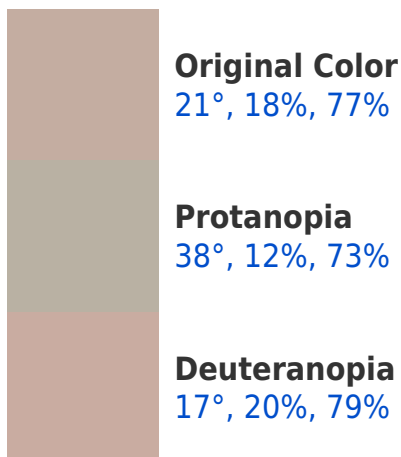 Original Color
21°, 18%, 77%
Protanopia
38°, 12%, 73%
Deuteranopia
17°, 20%, 79%